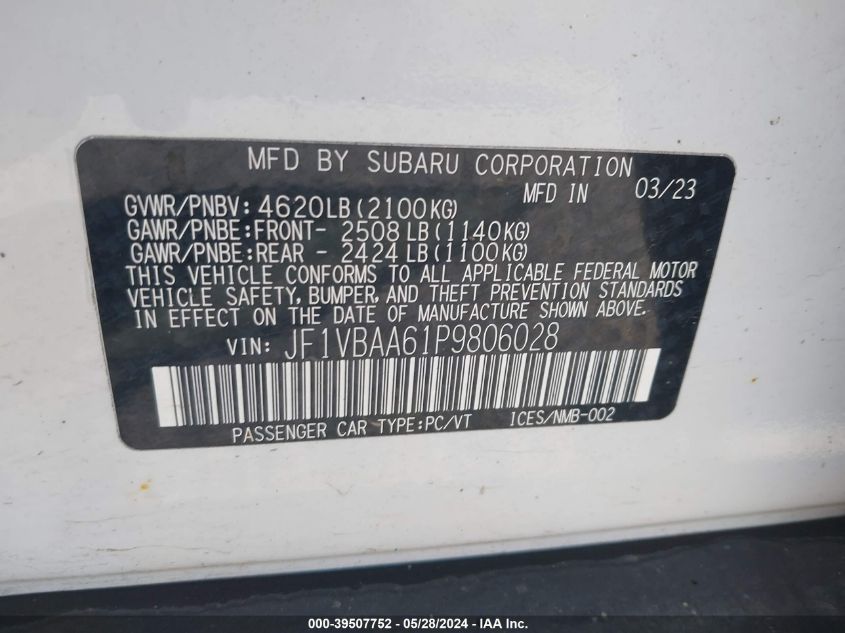 MFD BY SUBARU CORPORATION
MFD IN 03/23
GVWR/PNBV: 4620LB(2100KG)
GAWR/PNBE:FRONT- 2508 LB(1140KG)
GAWR/PNBE:REAR - 2424 LB(1100KG)
THIS VEHICLE CONFORMS TO ALL APPLICABLE FEDERAL MOTOR
VEHICLE SAFETY, BUMPER, AND THEFT PREVENTION STANDARDS
IN EFFECT ON THE DATE OF MANUFACTURE SHOWN ABOVE.
VIN: JF1VBAA61P9806028
PASSENGER CAR TYPE:PC/VT ICES/NMB-002
000-39507752 - 05/28/2024 - IAA Inc.